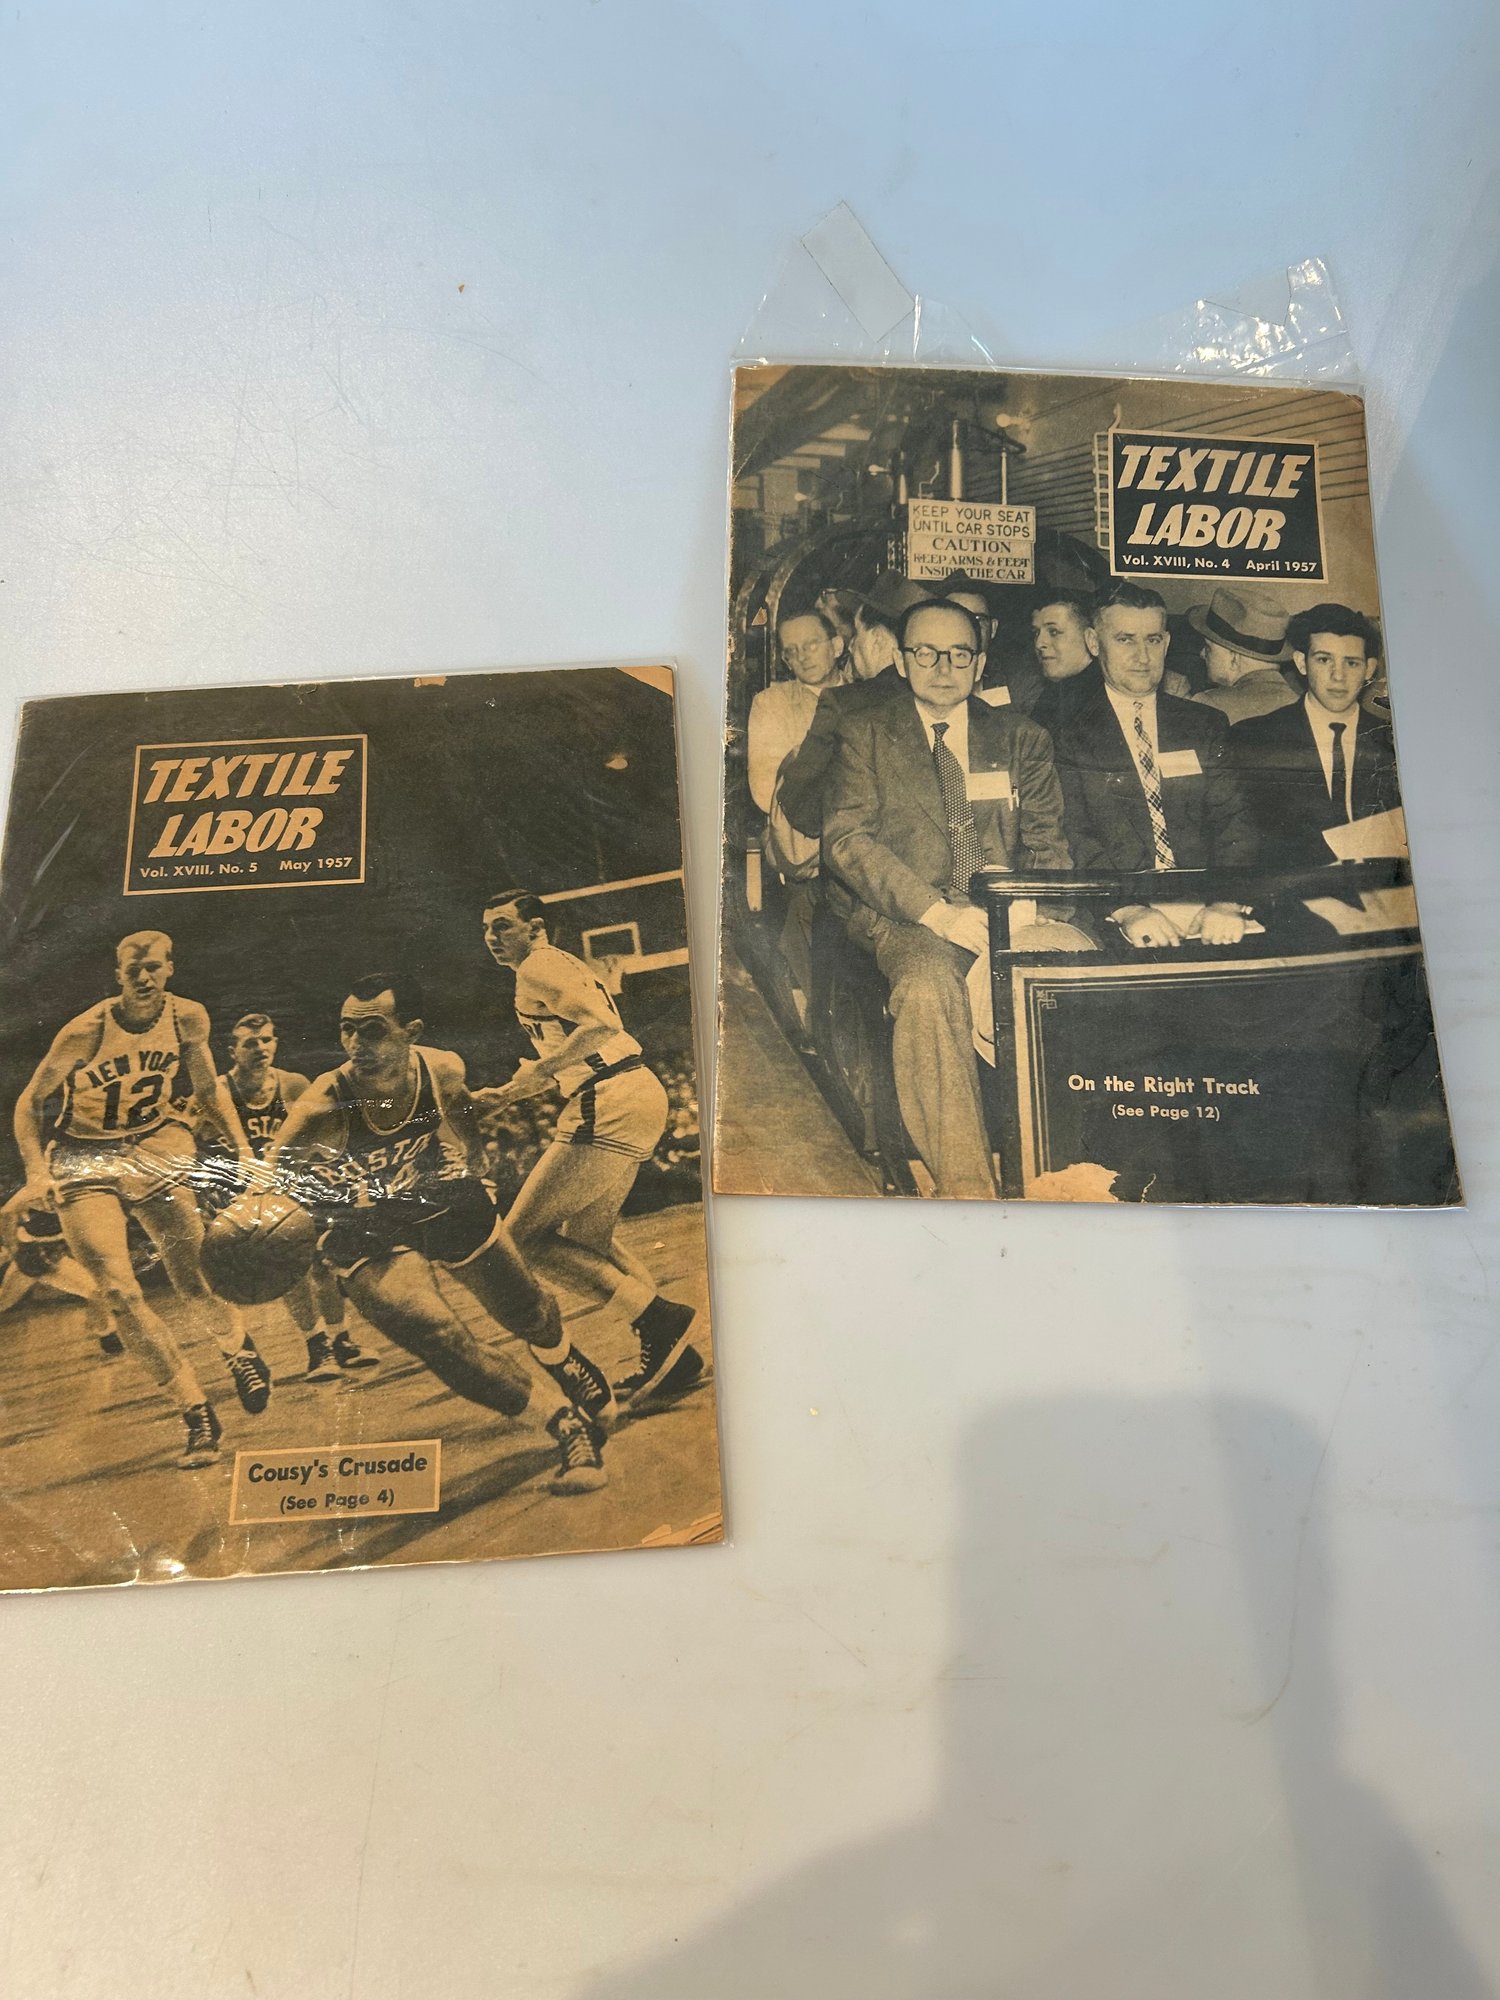 TEXTILE
LABOR
Vol. XVIII, No. 5 May 1957
NEW YOR
12
BOSTO
Cousy's Crusade
(See Page 4)
KEEP YOUR SEAT
UNTIL CAR STOPS
CAUTION
KEEP ARMS & FEET
INSIDE THE CAR
TEXTILE
LABOR
Vol. XVIII, No. 4 April 1957
On the Right Track
(See Page 12)